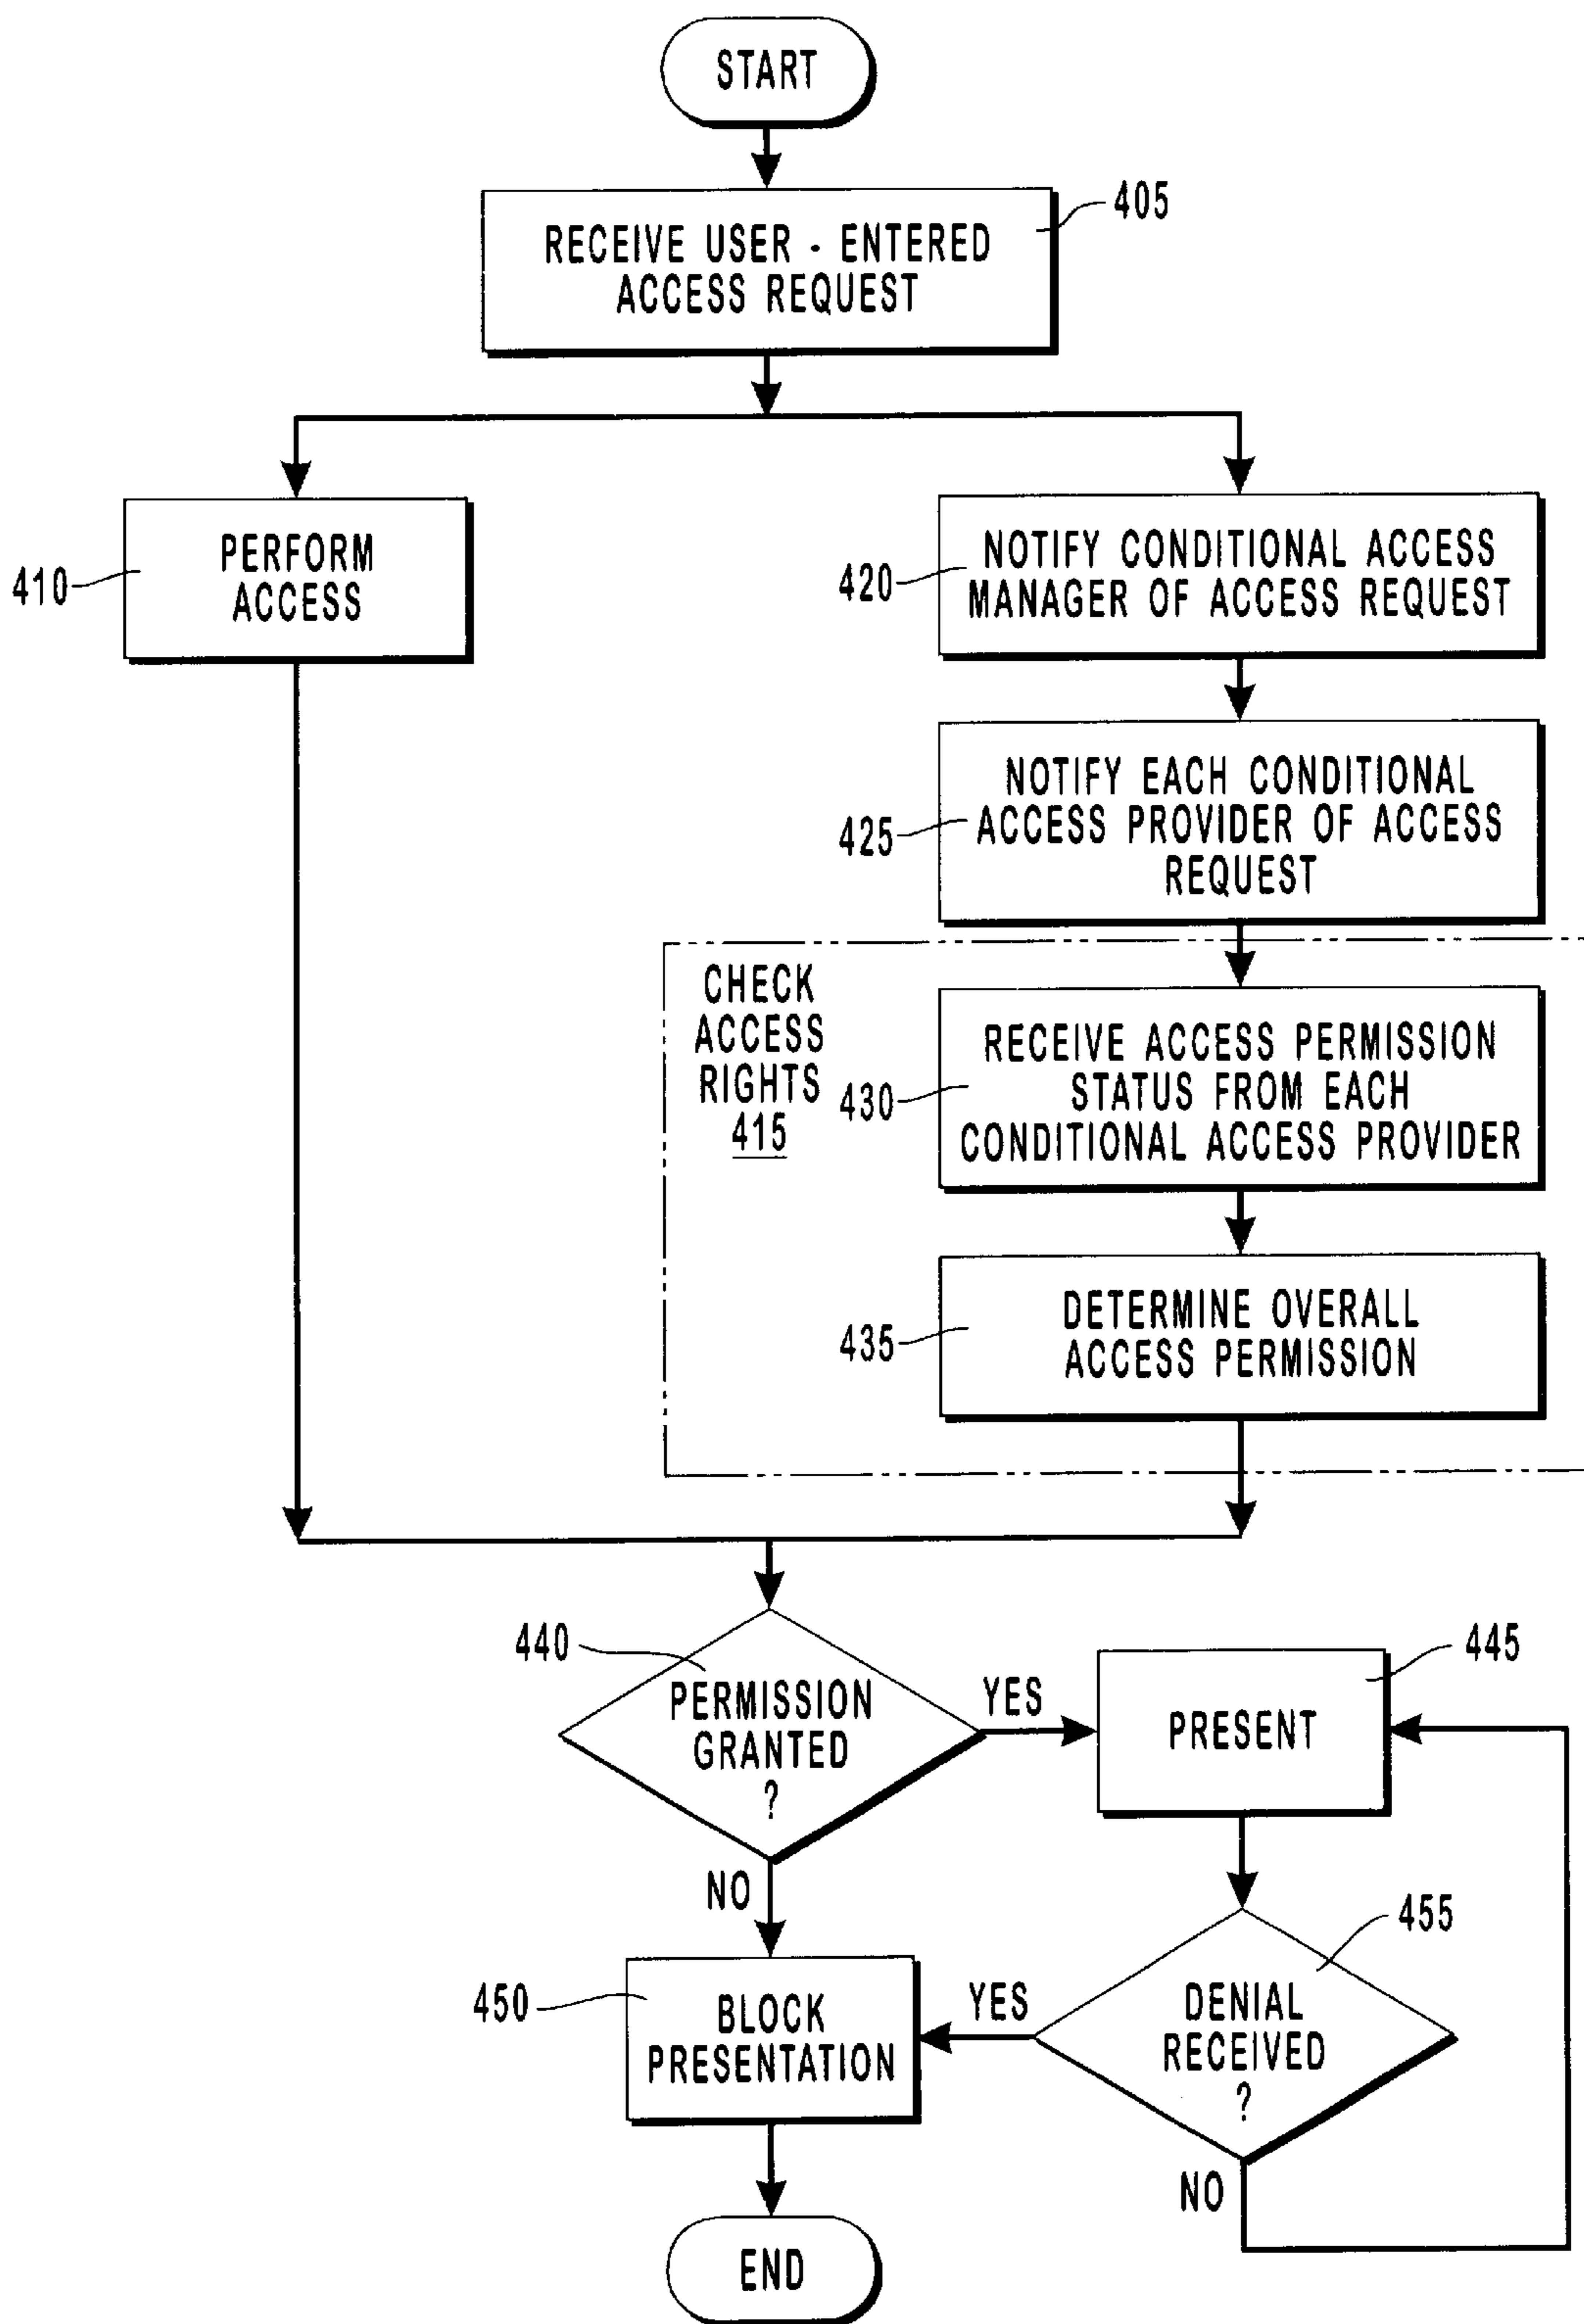 START
405
RECEIVE USER - ENTERED
ACCESS REQUEST
410
PERFORM
ACCESS
420
NOTIFY CONDITIONAL ACCESS
MANAGER OF ACCESS REQUEST
425
NOTIFY EACH CONDITIONAL
ACCESS PROVIDER OF ACCESS
REQUEST
CHECK
ACCESS
RIGHTS
415
430
RECEIVE ACCESS PERMISSION
STATUS FROM EACH
CONDITIONAL ACCESS PROVIDER
435
DETERMINE OVERALL
ACCESS PERMISSION
440
PERMISSION
GRANTED
?
YES
NO
445
PRESENT
455
DENIAL
RECEIVED
?
YES
NO
450
BLOCK
PRESENTATION
END